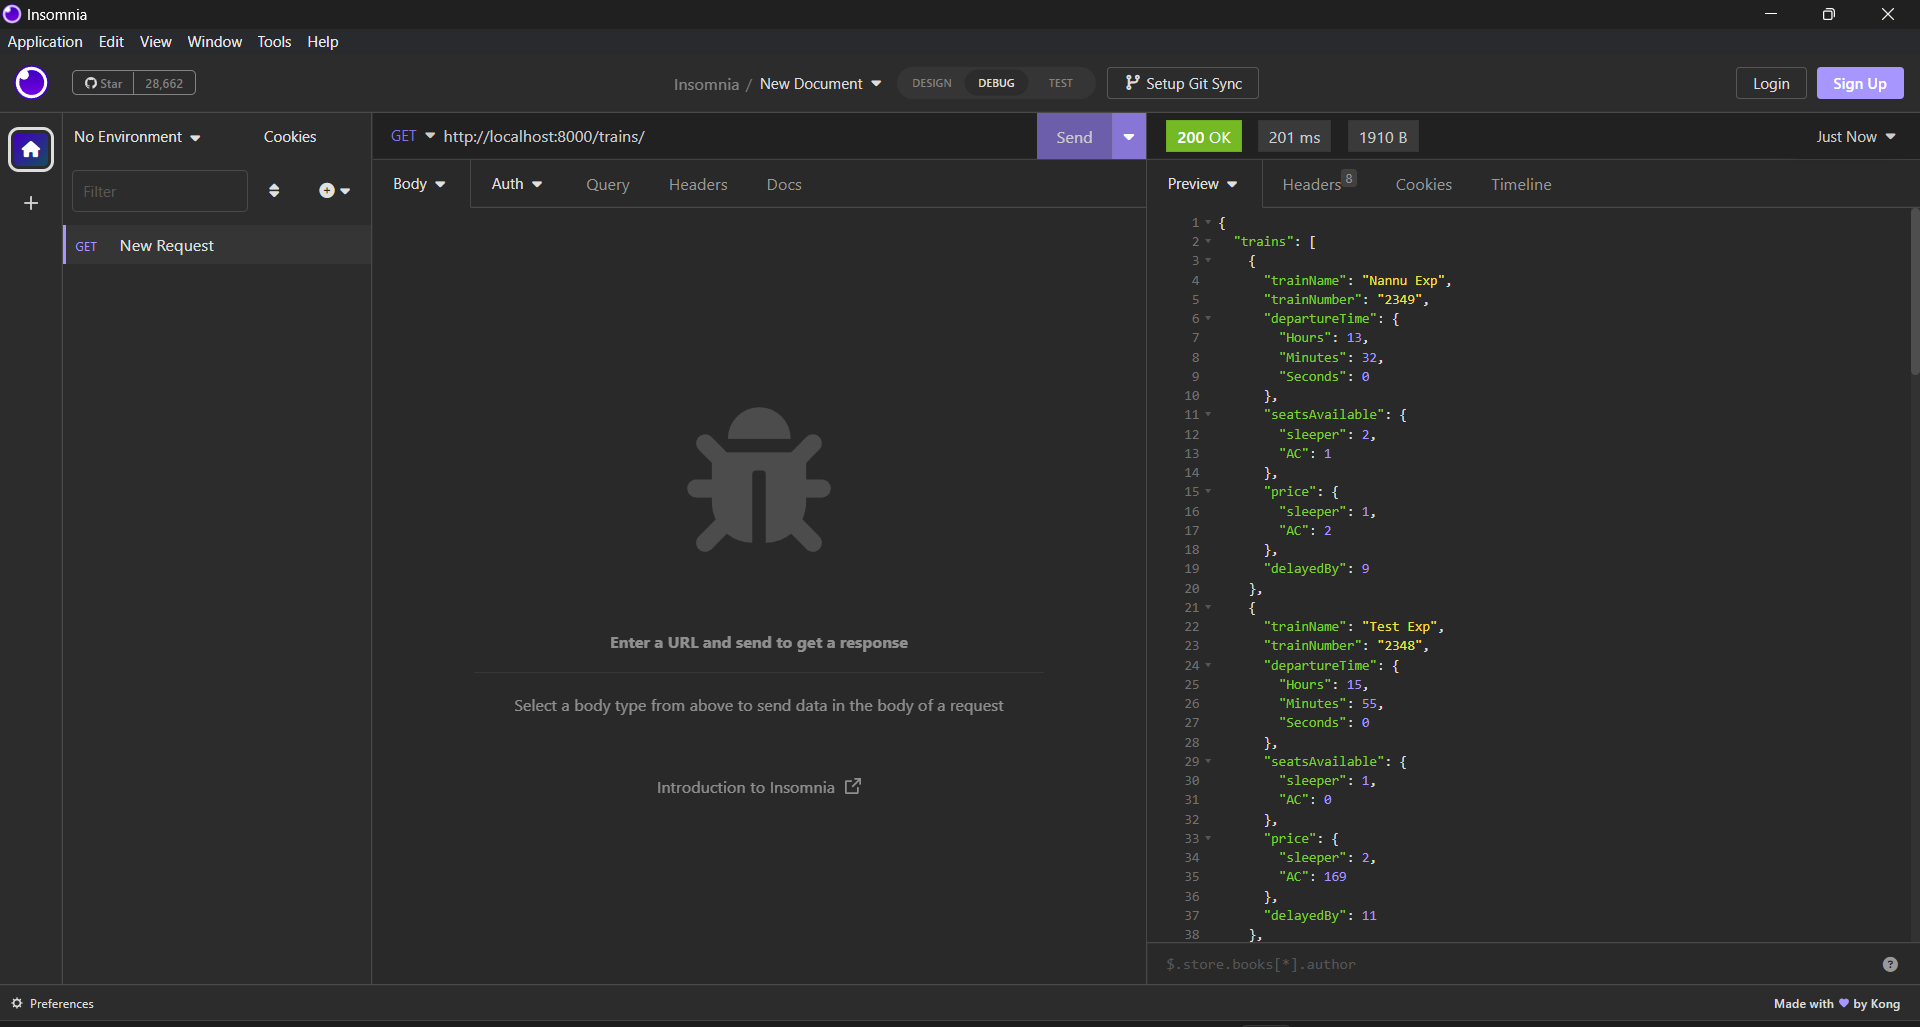 Insomnia
Application Edit View Window Tools Help
Star 28,662
Insomnia / New Document DESIGN DEBUG TEST Setup Git Sync
Login Sign Up
No Environment Cookies
Filter
GET New Request
GET http://localhost:8000/trains/ Send
Body Auth Query Headers Docs
Enter a URL and send to get a response
Select a body type from above to send data in the body of a request
Introduction to Insomnia
200 OK 201 ms 1910 B Just Now
Preview Headers 8 Cookies Timeline
1 {
2 "trains": [
3 {
4 "trainName": "Nannu Exp",
5 "trainNumber": "2349",
6 "departureTime": {
7 "Hours": 13,
8 "Minutes": 32,
9 "Seconds": 0
10 },
11 "seatsAvailable": {
12 "sleeper": 2,
13 "AC": 1
14 },
15 "price": {
16 "sleeper": 1,
17 "AC": 2
18 },
19 "delayedBy": 9
20 },
21 {
22 "trainName": "Test Exp",
23 "trainNumber": "2348",
24 "departureTime": {
25 "Hours": 15,
26 "Minutes": 55,
27 "Seconds": 0
28 },
29 "seatsAvailable": {
30 "sleeper": 1,
31 "AC": 0
32 },
33 "price": {
34 "sleeper": 2,
35 "AC": 169
36 },
37 "delayedBy": 11
38 },
$.store.books[*].author
Preferences
Made with ♥ by Kong